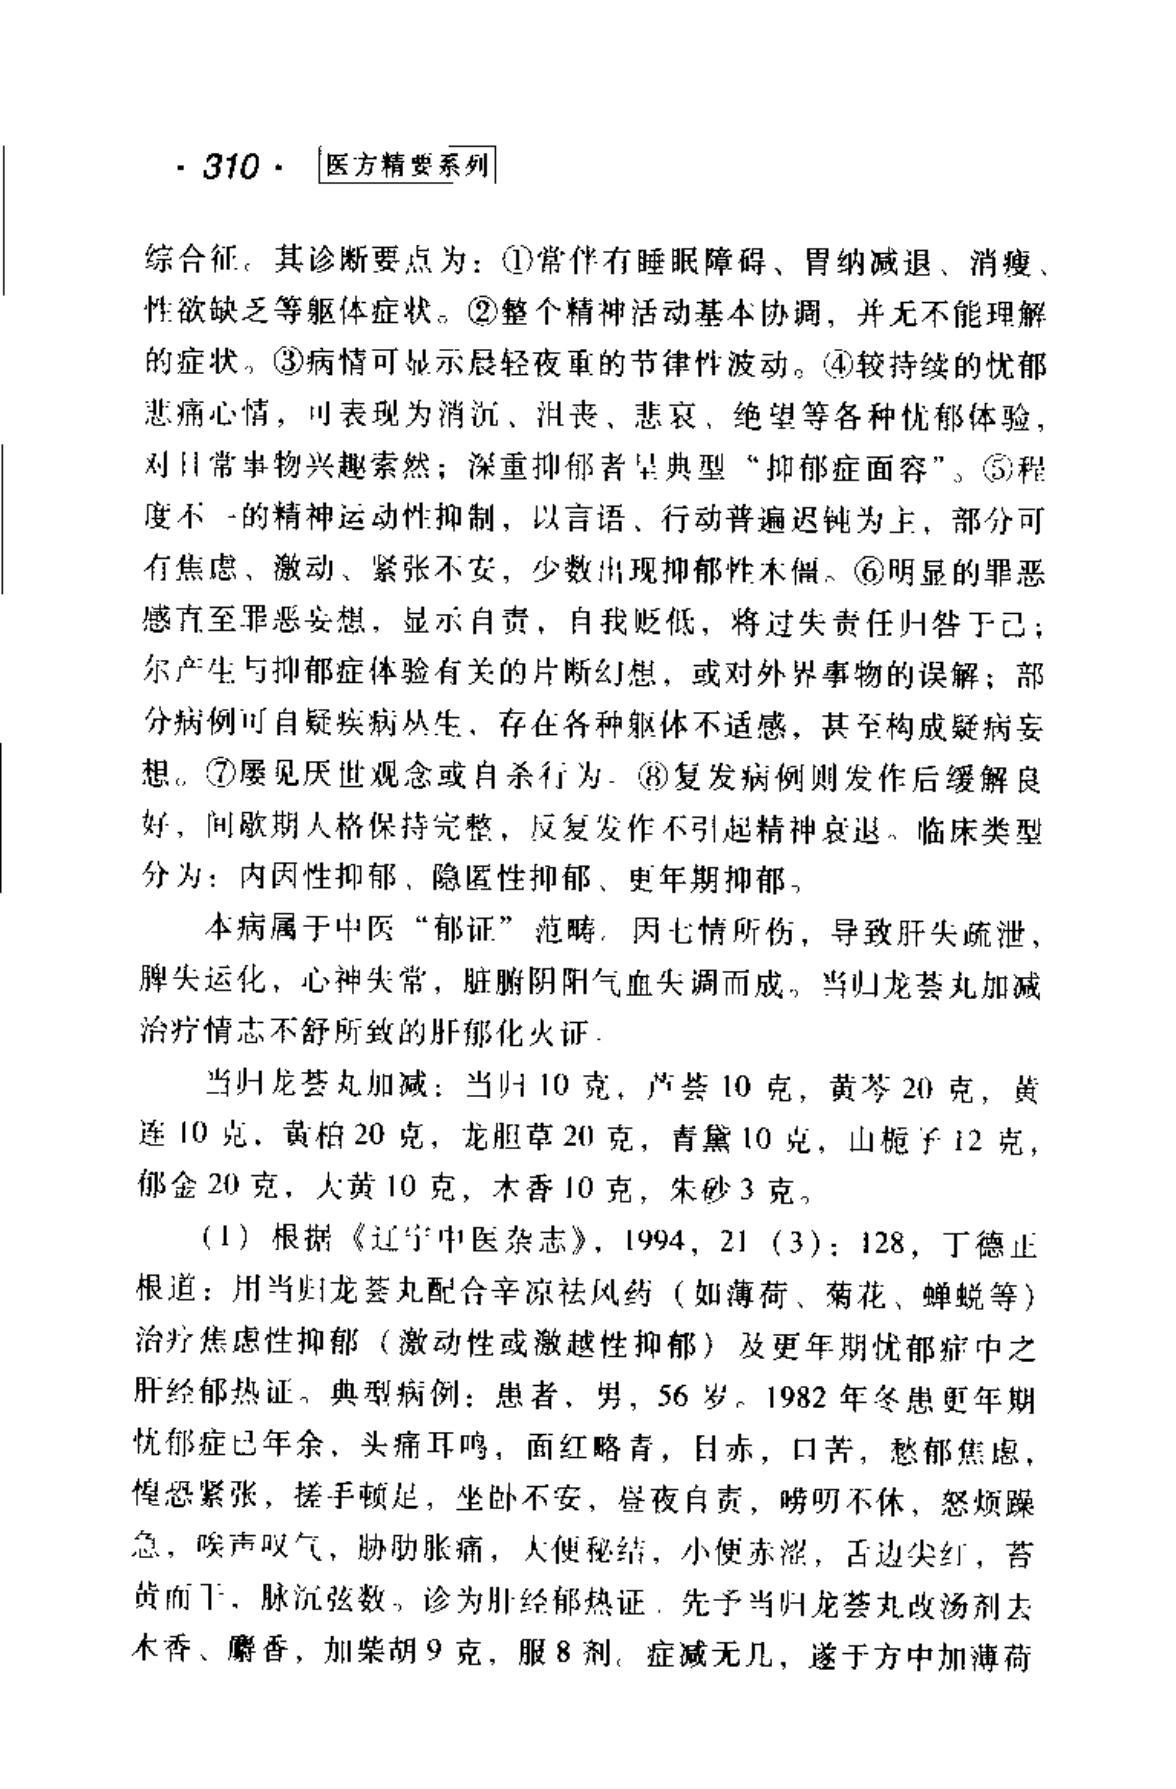 ·310· 医方精要系列
综合征。其诊断要点为：①常伴有睡眠障碍、胃纳减退、消瘦、
性欲缺乏等躯体症状。②整个精神活动基本协调，并无不能理解
的症状。③病情可显示晨轻夜重的节律性波动。④较持续的忧郁
悲痛心情，可表现为消沉、沮丧、悲哀、绝望等各种忧郁体验，
对日常事物兴趣索然；深重抑郁者呈典型“抑郁症面容”。⑤程
度不一的精神运动性抑制，以言语、行动普遍迟钝为主，部分可
有焦虑、激动、紧张不安，少数出现抑郁性木僵。⑥明显的罪恶
感直至罪恶妄想，显示自责，自我贬低，将过失责任归咎于己；
尔产生与抑郁症体验有关的片断幻想，或对外界事物的误解；部
分病例可自疑疾病丛生，存在各种躯体不适感，甚至构成疑病妄
想。⑦屡见厌世观念或自杀行为。⑧复发病例则发作后缓解良
好，间歇期人格保持完整，反复发作不引起精神衰退。临床类型
分为：内因性抑郁、隐匿性抑郁、更年期抑郁。
本病属于中医“郁证”范畴。因七情所伤，导致肝失疏泄、
脾失运化，心神失常，脏腑阴阳气血失调而成。当归龙荟丸加减
治疗情志不舒所致的肝郁化火证。
当归龙荟丸加减：当归 10 克，芦荟 10 克，黄芩 20 克，黄
连 10 克，黄柏 20 克，龙胆草 20 克，青黛 10 克，山栀子 12 克，
郁金 20 克，大黄 10 克，木香 10 克，朱砂 3 克。
（1）根据《辽宁中医杂志》，1994，21（3）：128，丁德正
根道：用当归龙荟丸配合辛凉祛风药（如薄荷、菊花、蝉蜕等）
治疗焦虑性抑郁（激动性或激越性抑郁）及更年期忧郁症中之
肝经郁热证。典型病例：患者，男，56 岁。1982 年冬患更年期
忧郁症已年余，头痛耳鸣，面红略青，目赤，口苦，愁郁焦虑，
惶恐紧张，搓手顿足，坐卧不安，昼夜自责，唠叨不休，怒烦躁
急，唉声叹气，胁肋胀痛，大便秘结，小便赤涩，舌边尖红，苔
黄而干，脉沉弦数。诊为肝经郁热证。先予当归龙荟丸改汤剂去
木香、麝香，加柴胡 9 克，服 8 剂。症减无几，遂于方中加薄荷